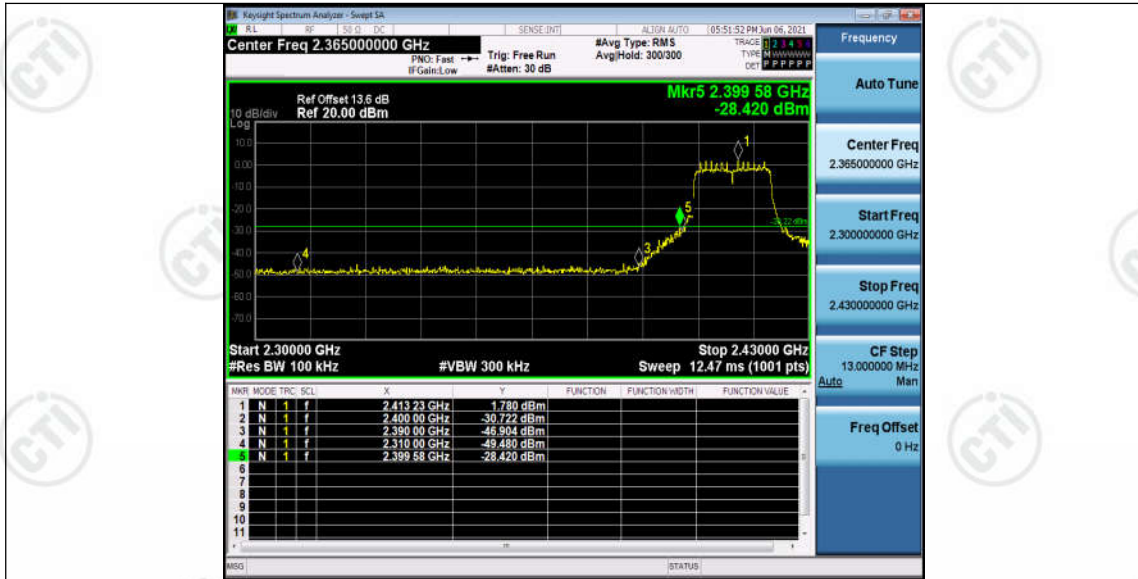 Keysight Spectrum Analyzer - Swept SA
RL RF 50 Ω DC SENSE:INT ALIGN AUTO 05:51:52 PM Jun 06, 2021
Center Freq 2.365000000 GHz #Avg Type: RMS TRACE 1 2 3 4 5 6
PNO: Fast Trig: Free Run Avg|Hold: 300/300 TYPE M WWWWW
IFGain:Low #Atten: 30 dB DET P P P P P P
Mkr5 2.399 58 GHz
Ref Offset 13.6 dB
10 dB/div Ref 20.00 dBm -28.420 dBm
Log
10.0
1
0.00
-10.0
-20.0
5
-28.22 dBm
-30.0
-40.0
4
3
-50.0
-60.0
-70.0
Start 2.30000 GHz Stop 2.43000 GHz
#Res BW 100 kHz #VBW 300 kHz Sweep 12.47 ms (1001 pts)
MKR MODE TRC SCL X Y FUNCTION FUNCTION WIDTH FUNCTION VALUE
1 N 1 f 2.413 23 GHz 1.780 dBm
2 N 1 f 2.400 00 GHz -30.722 dBm
3 N 1 f 2.390 00 GHz -46.904 dBm
4 N 1 f 2.310 00 GHz -49.480 dBm
5 N 1 f 2.399 58 GHz -28.420 dBm
6
7
8
9
10
11
MSG STATUS
Frequency
Auto Tune
Center Freq
2.365000000 GHz
Start Freq
2.300000000 GHz
Stop Freq
2.430000000 GHz
CF Step
13.000000 MHz
Auto Man
Freq Offset
0 Hz
CTI
CTI
CTI
CTI
CTI